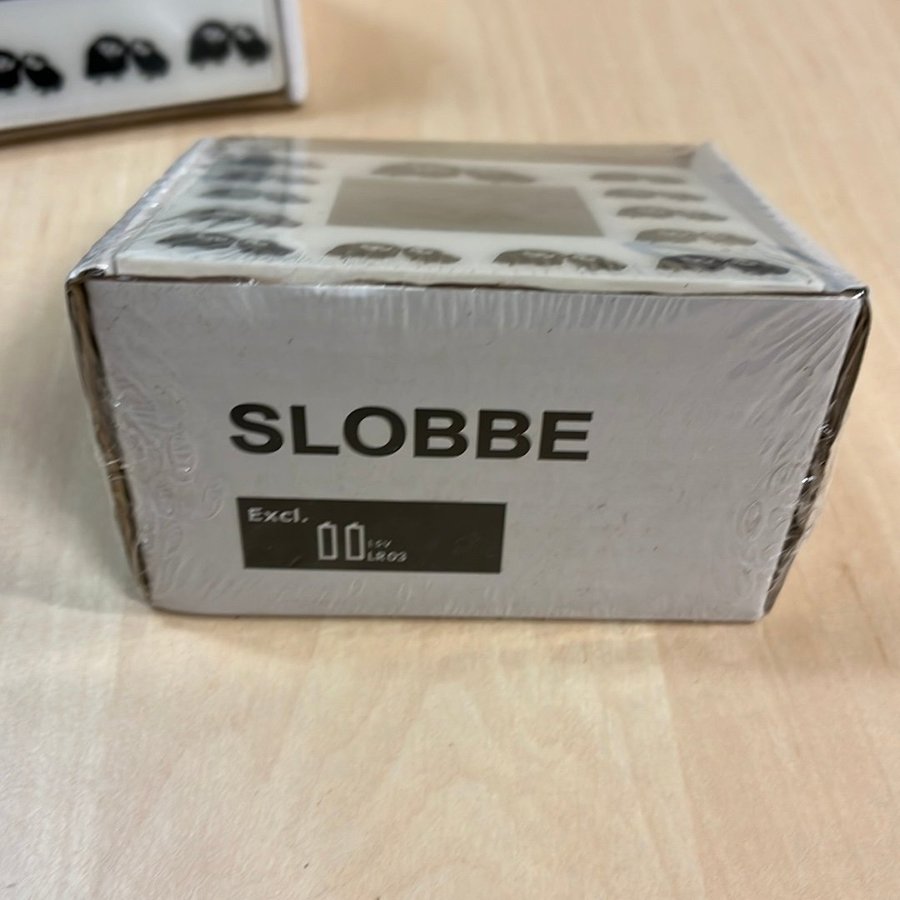 SLOBBE
Excl.
1.5V
LR03